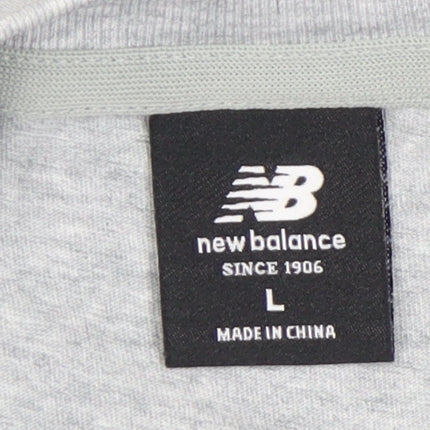 NB
new balance
SINCE 1906
L
MADE IN CHINA